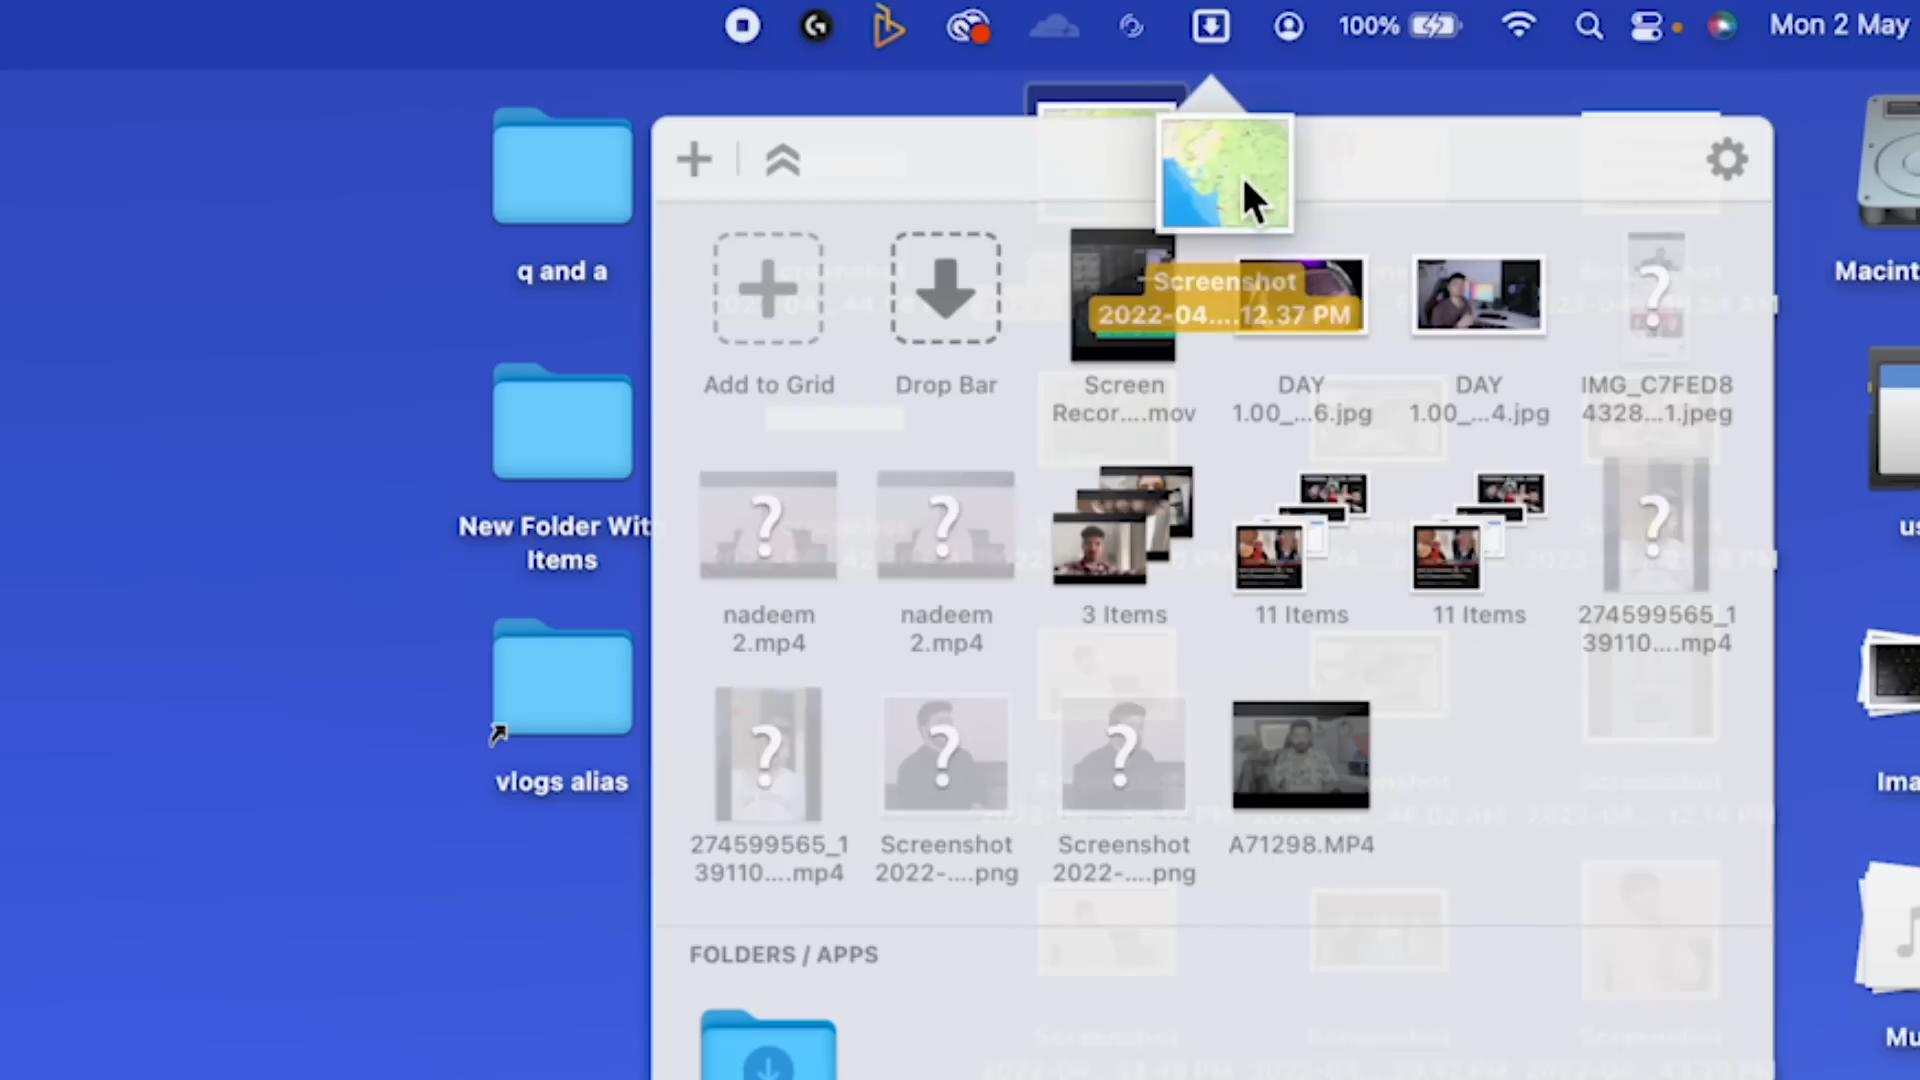 100%
Mon 2 May
q and a
Macint
Screenshot
2022-04....12.37 PM
Add to Grid
Drop Bar
Screen
Recor....mov
DAY
1.00_...6.jpg
DAY
1.00_...4.jpg
IMG_C7FED8
4328...1.jpeg
New Folder Wit
Items
us
nadeem
2.mp4
nadeem
2.mp4
3 Items
11 Items
11 Items
274599565_1
39110....mp4
vlogs alias
Ima
274599565_1
39110....mp4
Screenshot
2022-....png
Screenshot
2022-....png
A71298.MP4
FOLDERS / APPS
Mu